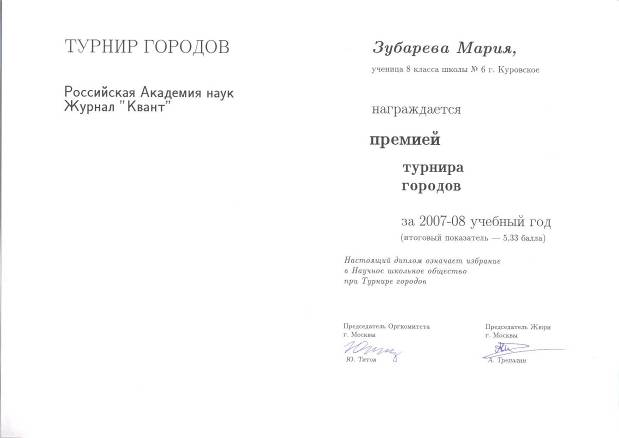 ТУРНИР ГОРОДОВ
Российская Академия наук
Журнал "Квант"
Зубарева Мария,
ученица 8 класса школы № 6 г. Куровское
награждается
премией
турнира
городов
за 2007-08 учебный год
(итоговый показатель — 5,33 балла)
Настоящий диплом означает избрание
в Научное школьное общество
при Турнире городов
Председатель Оргкомитета
г. Москвы
Ю. Титов
Председатель Жюри
г. Москвы
А. Трепалин